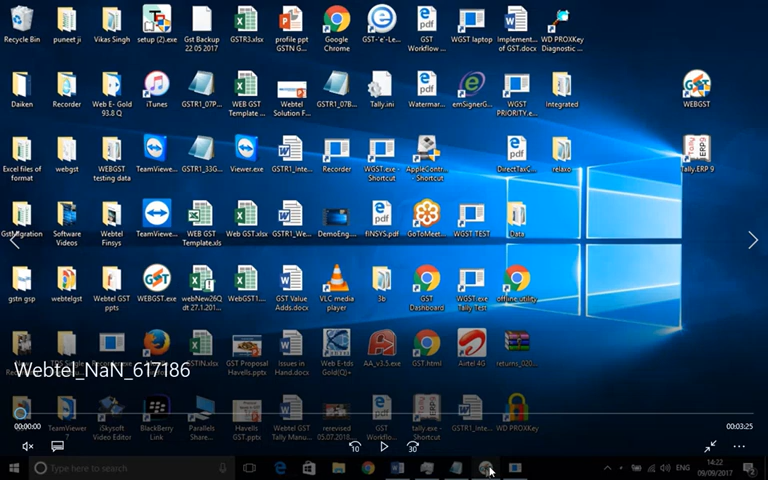 Recycle Bin
puneet ji
Vikas Singh
setup (2).exe
Gst Backup
22 05 2017
GSTR3.xlsx
profile ppt
GSTN G...
Google
Chrome
GST-'e'-Le...
GST
Workflow ...
WGST laptop
Implement...
of GST.docx
WD PROXKey
Diagnostic ...
Daiken
Recorder
Web E- Gold
93.8 Q
iTunes
GSTR1_07P...
WEB GST
Template ...
Webtel
Solution F...
GSTR1_07B...
Tally.ini
Watermar...
emSignerG...
WGST
PRIORITY.e...
Integrated
WEBGST
Excel files of
format
webgst
WEBGST
testing data
TeamViewe...
GSTR1_33G...
Viewer.exe
GSTR1_Inte...
Recorder
WGST.exe -
Shortcut
AppleContr...
- Shortcut
DirectTaxC...
relaxo
Tally.ERP 9
GstMigration
Software
Videos
Webtel
Finsys
TeamViewe...
WEB GST
Template.xls
Web GST.xlsx
GSTR1_We...
DemoEng...
fINSYS.pdf
GoToMeet...
WGST TEST
Data
gstn gsp
webtelgst
Webtel GST
ppts
WEBGST.exe
webNew26Q
dt 27.1.201...
WebGST1....
GST Value
Adds.docx
VLC media
player
3b
GST
Dashboard
WGST.exe
Tally Test
offline utility
GSTIN.xlsx
GST Proposal
Havells.pptx
Issues in
Hand.docx
Web E-tds
Gold(Q)+
AA_v3.5.exe
GST.html
Airtel 4G
returns_020...
Webtel_NaN_617186
00:00:00
00:03:25
TeamViewer
7
iSkysoft
Video Editor
BlackBerry
Link
Parallels
Share...
Havells
GST.pptx
Webtel GST
Tally Manu...
rerevised
05.07.2018...
GST
Workflo...
tally.exe -
Shortcut
GSTR1_Inte...
WD PROXKey
10
30
Type here to search
ENG
14:22
09/09/2017
2